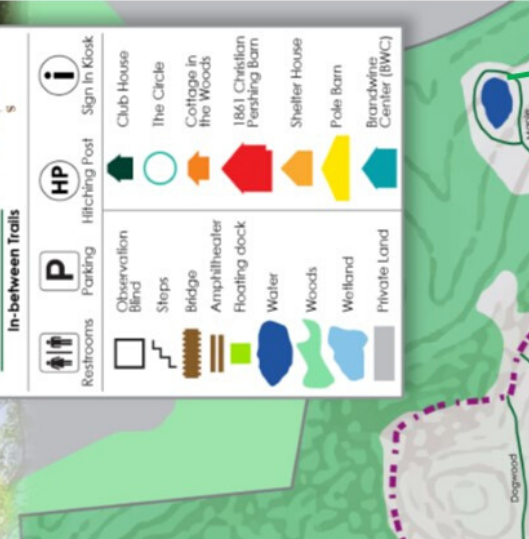 In-between Trails
P
HP
i
Restrooms
Parking
Hitching Post
Sign In Kiosk
Observation
Blind
Steps
Bridge
Amphitheater
Floating dock
Water
Woods
Wetland
Private Land
Club House
The Circle
Cottage in
the Woods
1861 Christian
Pershing Barn
Shelter House
Pole Barn
Brandwine
Center (BWC)
Dogwood